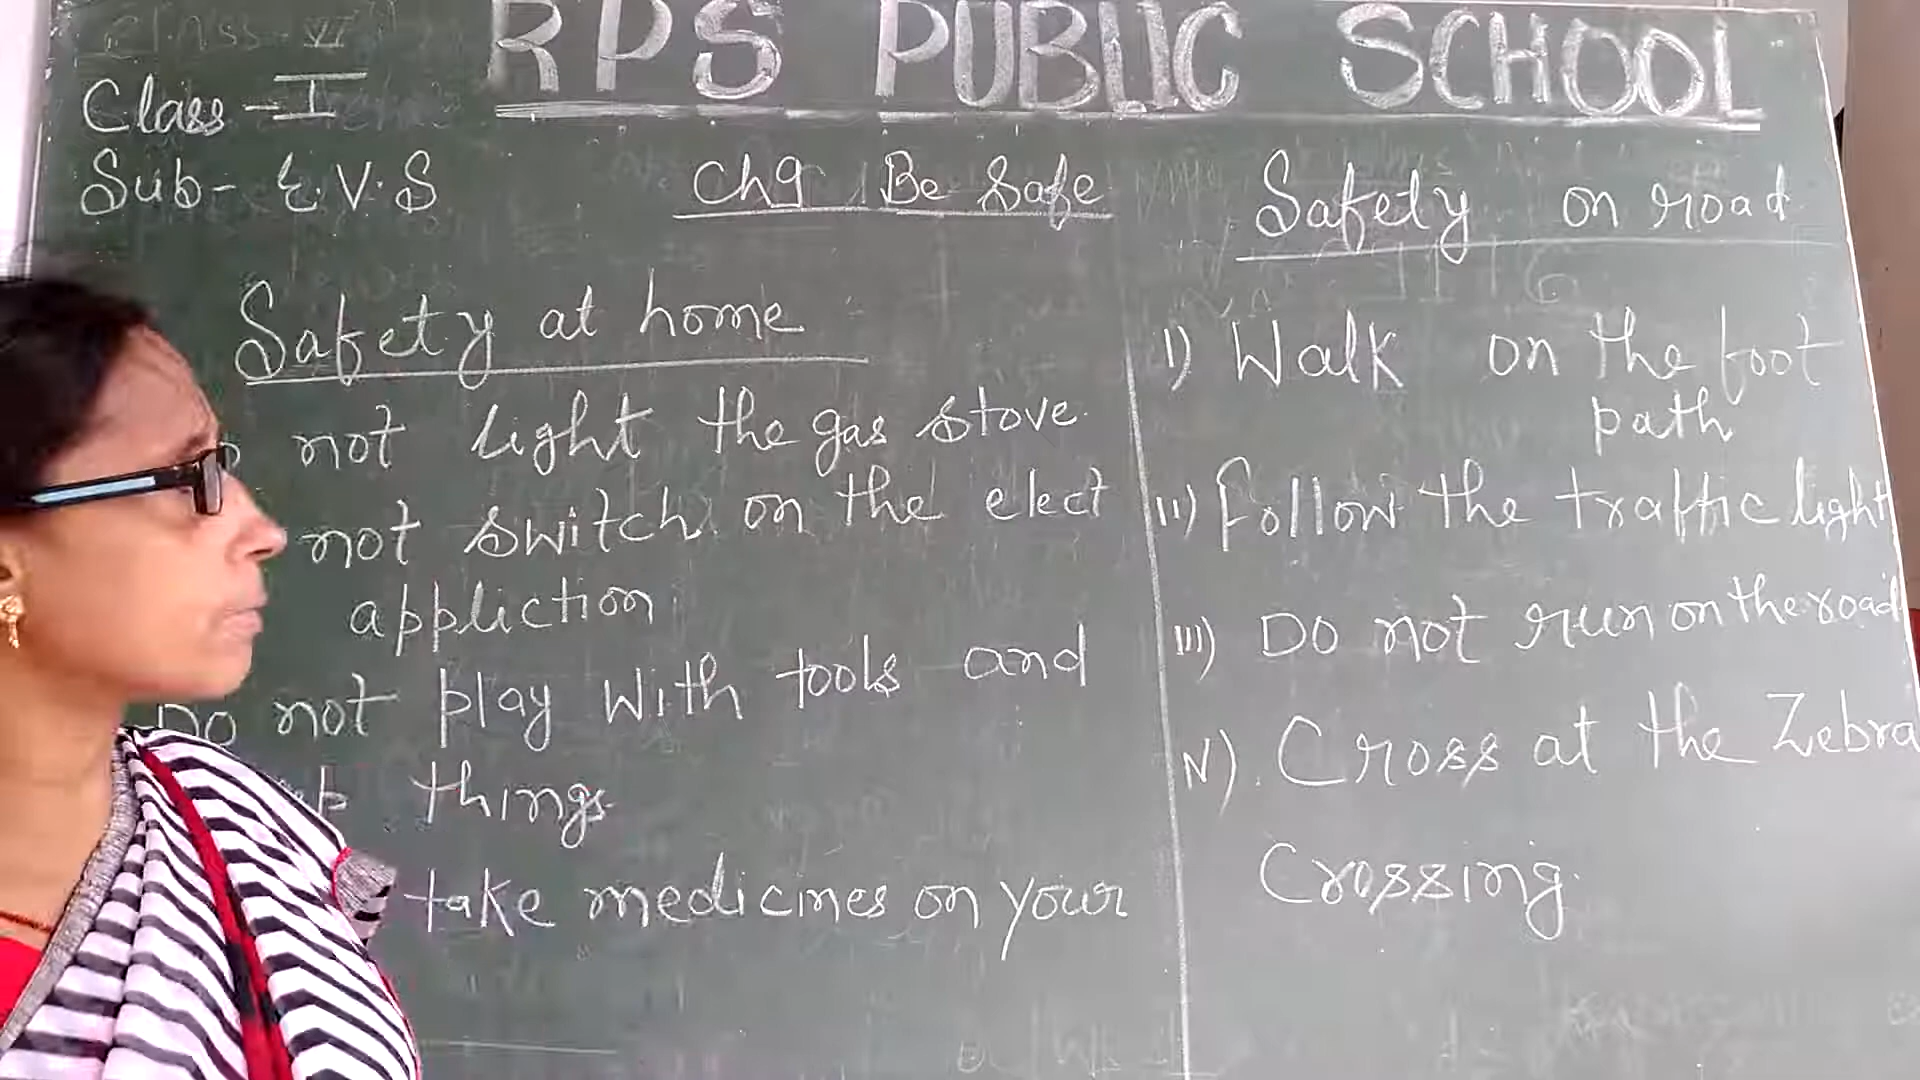 RPS PUBLIC SCHOOL
Class - I
Sub- E.V.S
Ch9 Be Safe
Safety at home
not light the gas stove
not switch on the elect
appliction
Do not play with tools and
things
take medicines on your
Safety on road
I) Walk on the foot
path
II) Follow the traffic light
III) Do not run on the road
IV). Cross at the Zebra
Crossing.